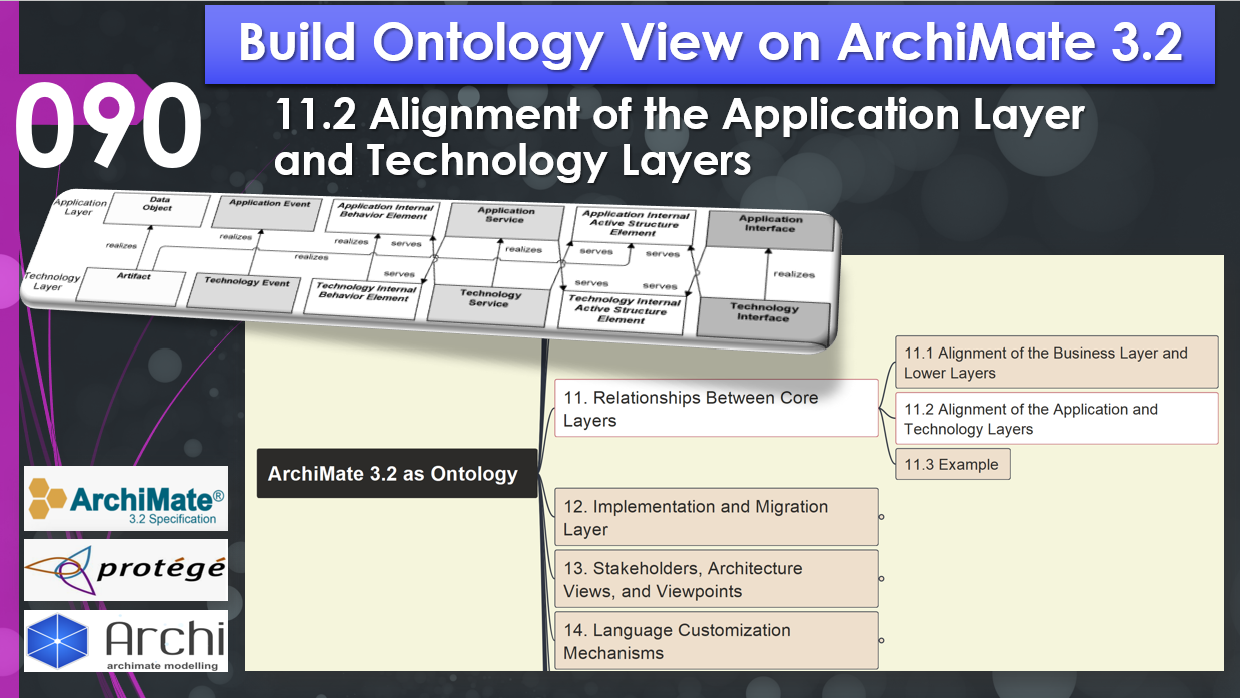 Build Ontology View on ArchiMate 3.2
090
11.2 Alignment of the Application Layer
and Technology Layers
Application
Layer
Data
Object
Application Event
Application Internal
Behavior Element
Application
Service
Application Internal
Active Structure
Element
Application
Interface
realizes
realizes
realizes
serves
realizes
serves
serves
realizes
realizes
serves
serves
serves
Technology
Layer
Artifact
Technology Event
Technology Internal
Behavior Element
Technology
Service
Technology Internal
Active Structure
Element
Technology
Interface
ArchiMate 3.2 as Ontology
11. Relationships Between Core
Layers
11.1 Alignment of the Business Layer and
Lower Layers
11.2 Alignment of the Application and
Technology Layers
11.3 Example
12. Implementation and Migration
Layer
13. Stakeholders, Architecture
Views, and Viewpoints
14. Language Customization
Mechanisms
ArchiMate®
3.2 Specification
protégé
Archi
archimate modelling